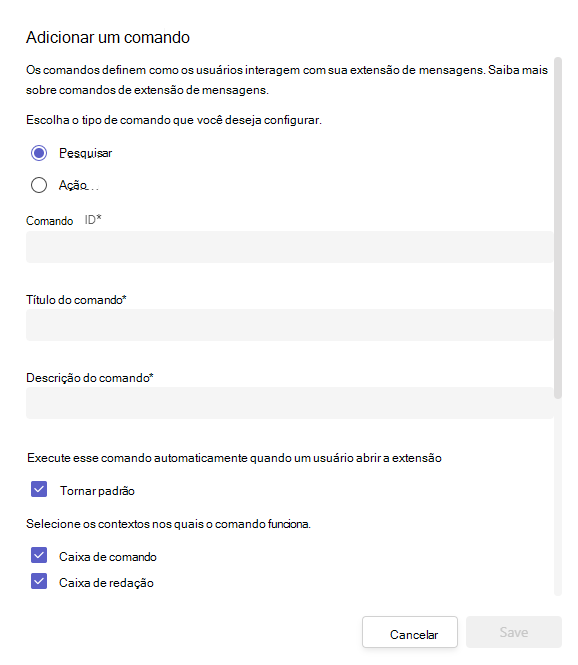 Adicionar um comando
Os comandos definem como os usuários interagem com sua extensão de mensagens. Saiba mais
sobre comandos de extensão de mensagens.
Escolha o tipo de comando que você deseja configurar.
Pesquisar
Ação...
Comando ID*
Título do comando*
Descrição do comando*
Execute esse comando automaticamente quando um usuário abrir a extensão
Tornar padrão
Selecione os contextos nos quais o comando funciona.
Caixa de comando
Caixa de redação
Cancelar Save